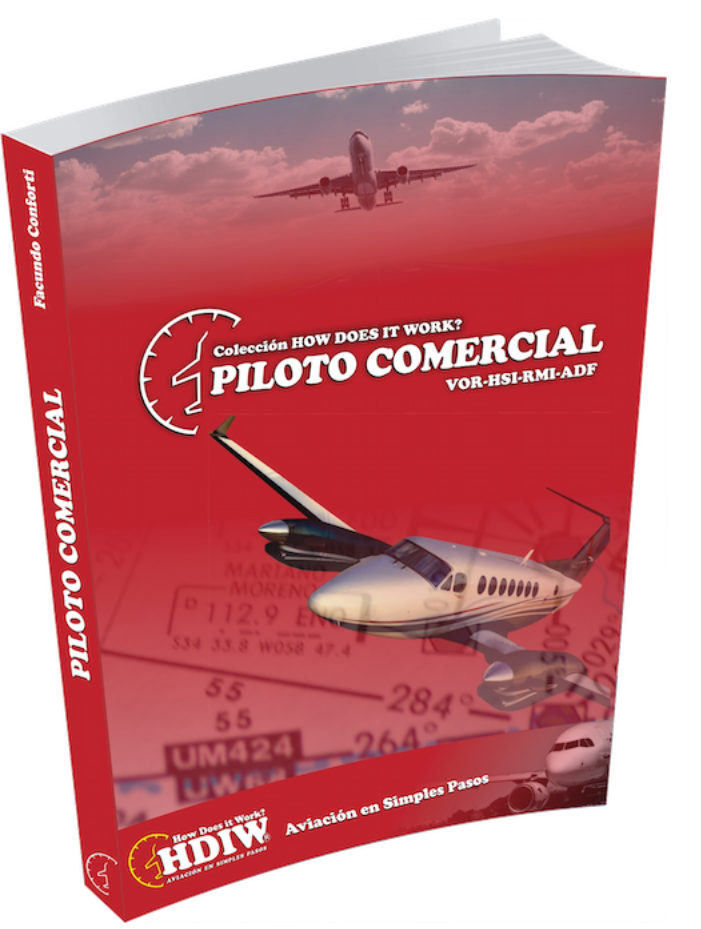 Facundo Conforti
PILOTO COMERCIAL
Colección HOW DOES IT WORK?
PILOTO COMERCIAL
VOR-HSI-RMI-ADF
MARIANO
MORENO
D 112.9 ENO
S34 33.8 W058 47.4
55
55
284°
264°
UM424
How Does it Work?
HDIW®
AVIACIÓN EN SIMPLES PASOS
Aviación en Simples Pasos